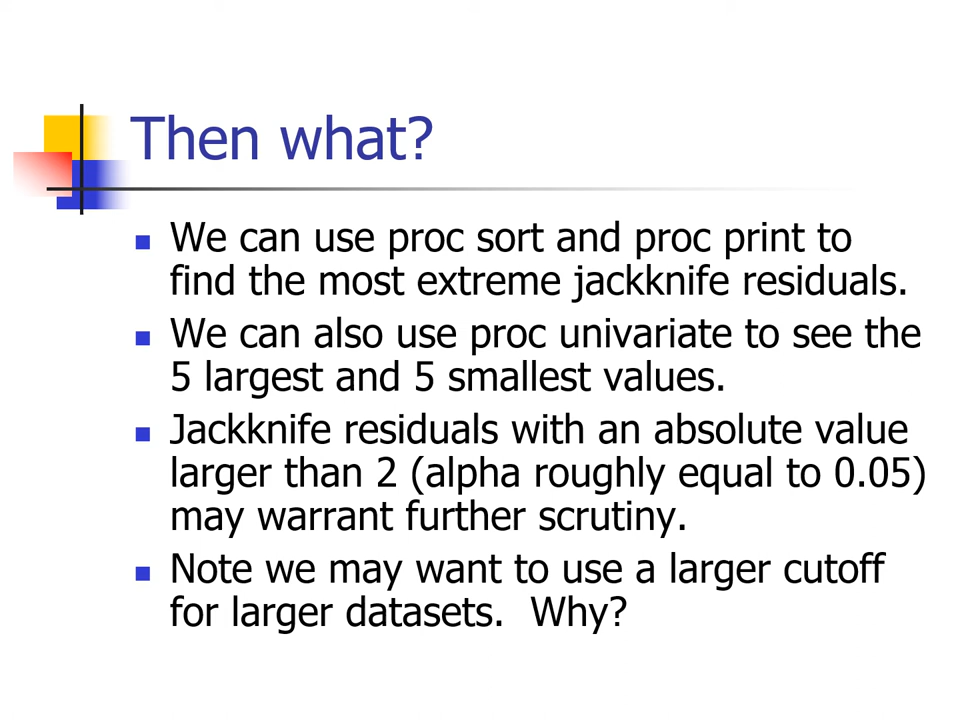 Then what?
We can use proc sort and proc print to
find the most extreme jackknife residuals.
We can also use proc univariate to see the
5 largest and 5 smallest values.
Jackknife residuals with an absolute value
larger than 2 (alpha roughly equal to 0.05)
may warrant further scrutiny.
Note we may want to use a larger cutoff
for larger datasets.  Why?